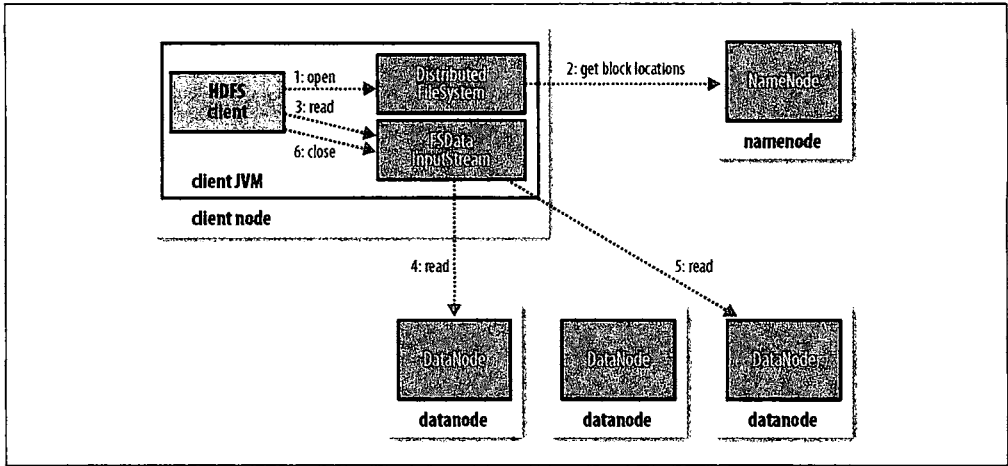 HDFS
client
1: open
3: read
6: close
Distributed
FileSystem
FSData
InputStream
client JVM
client node
2: get block locations
NameNode
namenode
4: read
5: read
DataNode
DataNode
DataNode
datanode
datanode
datanode